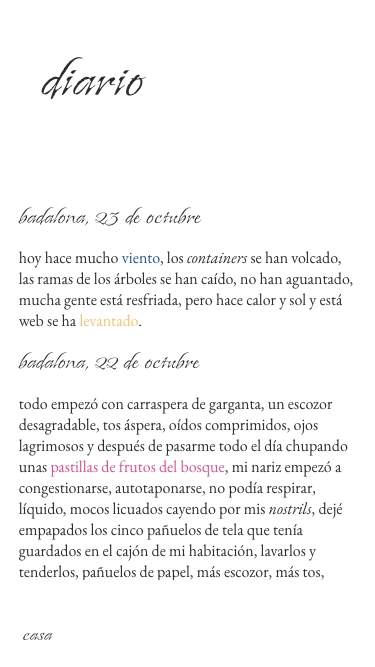 diario
badalona, 23 de octubre
hoy hace mucho viento, los containers se han volcado,
las ramas de los árboles se han caído, no han aguantado,
mucha gente está resfriada, pero hace calor y sol y está
web se ha levantado.
badalona, 22 de octubre
todo empezó con carraspera de garganta, un escozor
desagradable, tos áspera, oídos comprimidos, ojos
lagrimosos y después de pasarme todo el día chupando
unas pastillas de frutos del bosque, mi nariz empezó a
congestionarse, autotaponarse, no podía respirar,
líquido, mocos licuados cayendo por mis nostrils, dejé
empapados los cinco pañuelos de tela que tenía
guardados en el cajón de mi habitación, lavarlos y
tenderlos, pañuelos de papel, más escozor, más tos,
casa